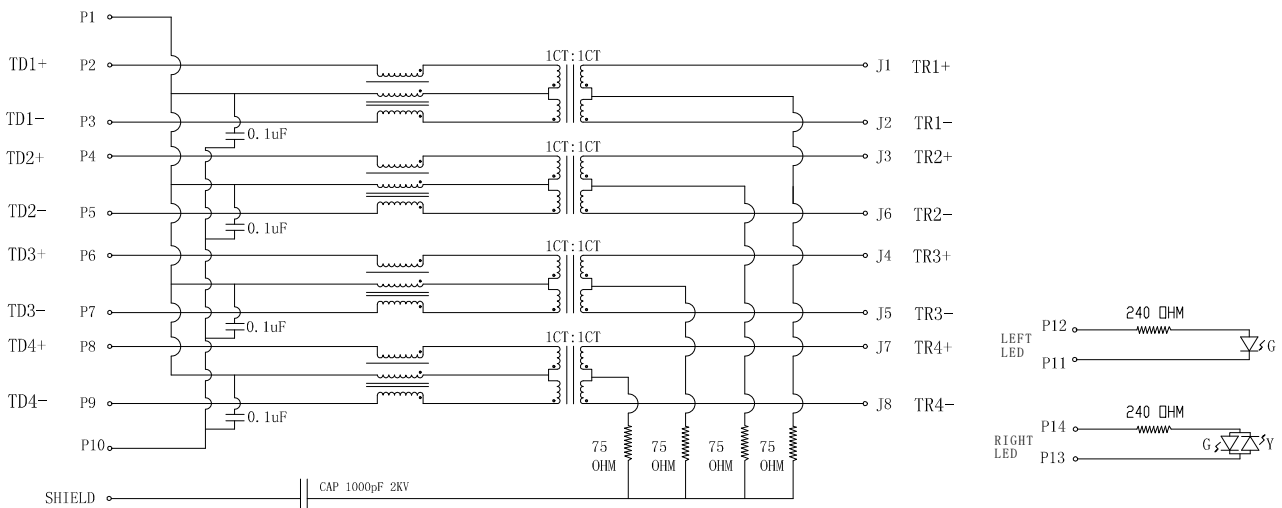 P1
1CT:1CT
TD1+ P2 J1 TR1+
TD1- P3 J2 TR1-
0.1uF
1CT:1CT
TD2+ P4 J3 TR2+
TD2- P5 J6 TR2-
0.1uF
1CT:1CT
TD3+ P6 J4 TR3+
TD3- P7 J5 TR3-
0.1uF
1CT:1CT
TD4+ P8 J7 TR4+
TD4- P9 J8 TR4-
0.1uF
P10
75 OHM
75 OHM
75 OHM
75 OHM
SHIELD
CAP 1000pF 2KV
240 OHM
P12
LEFT LED
G
P11
240 OHM
P14
RIGHT LED
G
Y
P13